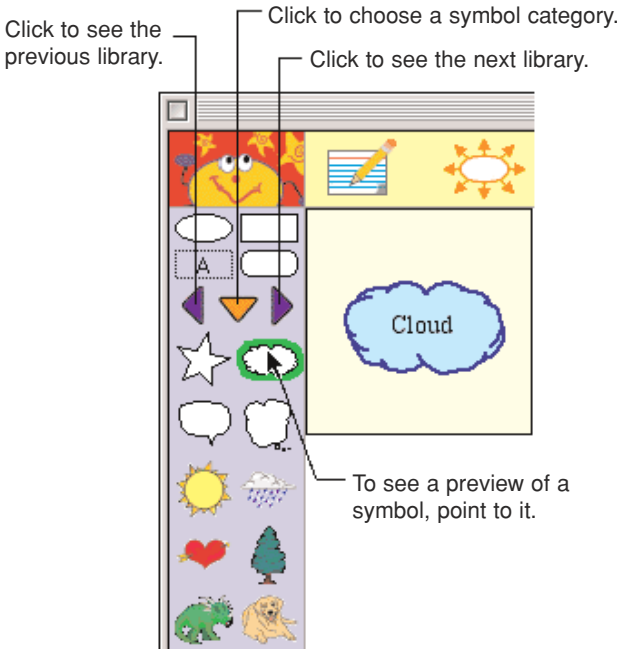 Click to choose a symbol category.
Click to see the
previous library.
Click to see the next library.
A
Cloud
To see a preview of a
symbol, point to it.